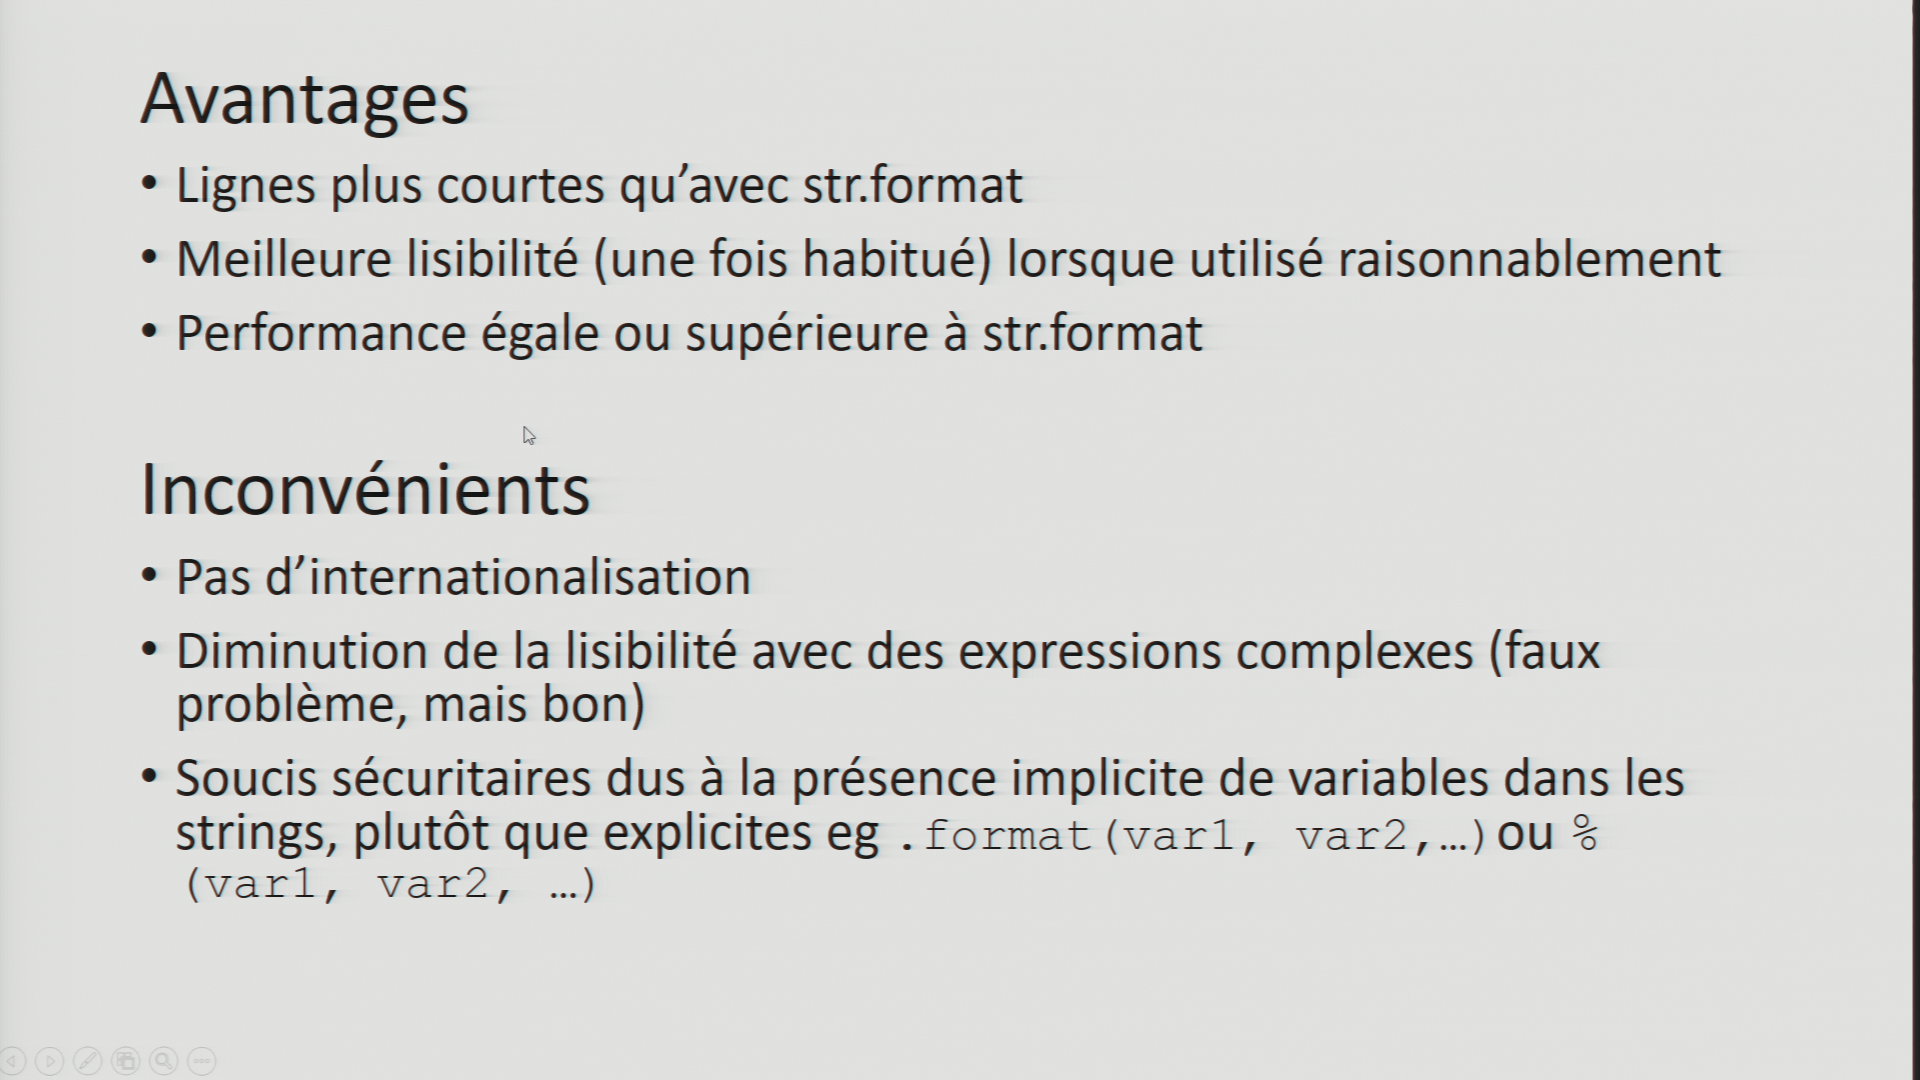 Avantages
• Lignes plus courtes qu’avec str.format
• Meilleure lisibilité (une fois habitué) lorsque utilisé raisonnablement
• Performance égale ou supérieure à str.format
Inconvénients
• Pas d’internationalisation
• Diminution de la lisibilité avec des expressions complexes (faux
problème, mais bon)
• Soucis sécuritaires dus à la présence implicite de variables dans les
strings, plutôt que explicites eg .format(var1, var2,…) ou %
(var1, var2, …)